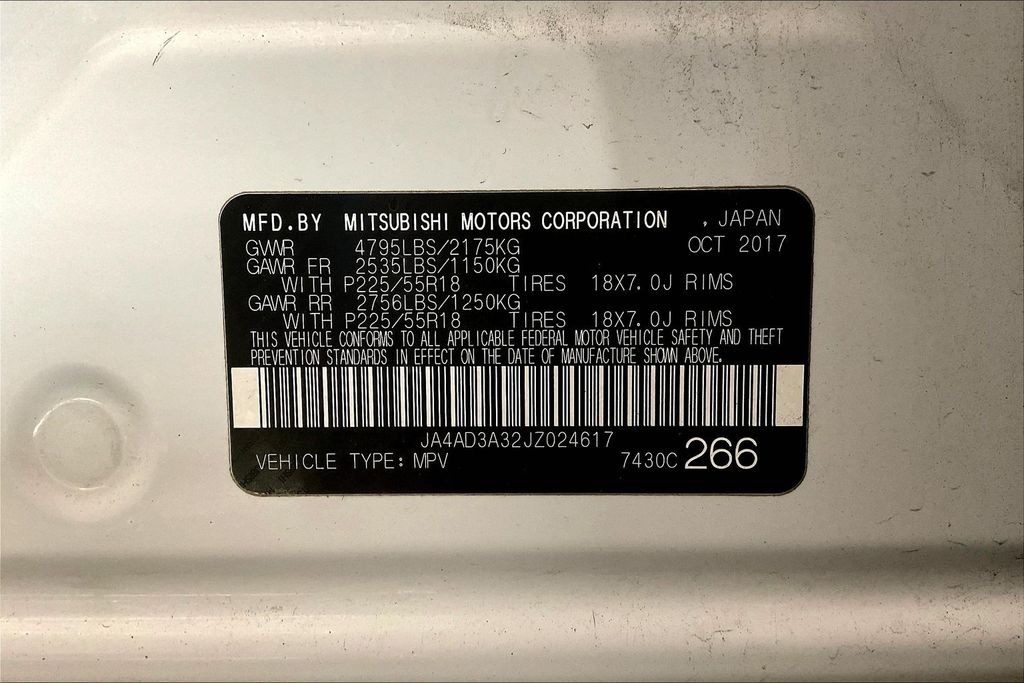 MFD.BY MITSUBISHI MOTORS CORPORATION , JAPAN
GWWR 4795LBS/2175KG OCT 2017
GAWR FR 2535LBS/1150KG
WITH P225/55R18 TIRES 18X7.0J RIMS
GAWR RR 2756LBS/1250KG
WITH P225/55R18 TIRES 18X7.0J RIMS
THIS VEHICLE CONFORMS TO ALL APPLICABLE FEDERAL MOTOR VEHICLE SAFETY AND THEFT
PREVENTION STANDARDS IN EFFECT ON THE DATE OF MANUFACTURE SHOWN ABOVE.
JA4AD3A32JZ024617
VEHICLE TYPE: MPV 7430C 266